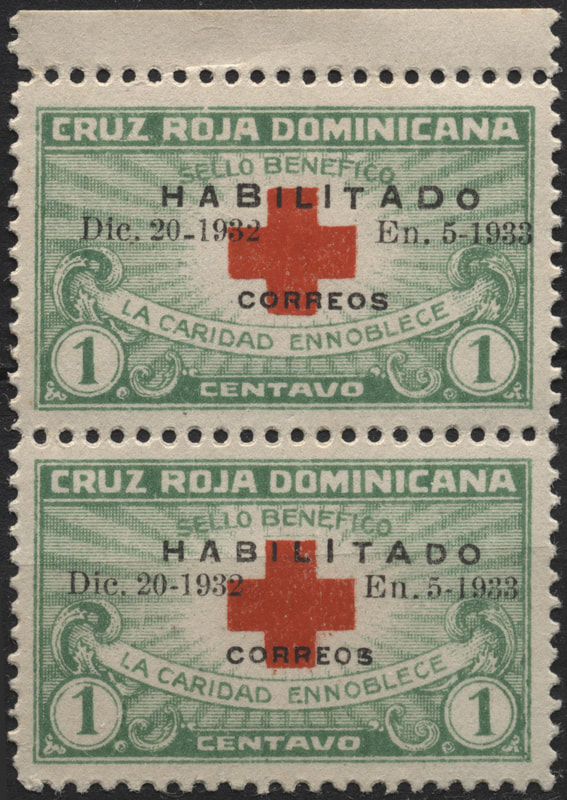 CRUZ ROJA DOMINICANA
SELLO BENEFICO
HABILITADO
Dic. 20-1932 En. 5-1933
CORREOS
LA CARIDAD ENNOBLECE
1 CENTAVO 1
CRUZ ROJA DOMINICANA
SELLO BENEFICO
HABILITADO
Dic. 20-1932 En. 5-1933
CORREOS
LA CARIDAD ENNOBLECE
1 CENTAVO 1